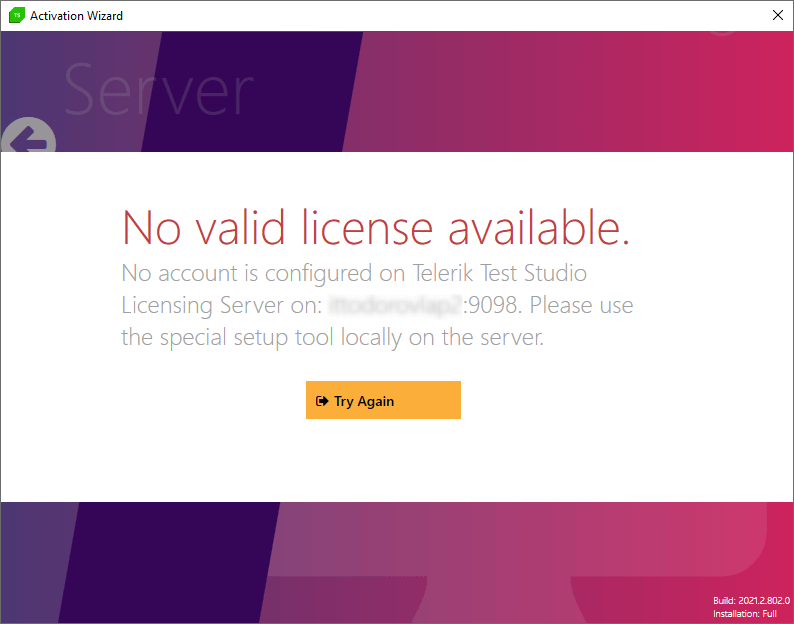 TS Activation Wizard
Server
No valid license available.
No account is configured on Telerik Test Studio
Licensing Server on: :9098. Please use
the special setup tool locally on the server.
Try Again
Build: 2021.2.802.0
Installation: Full